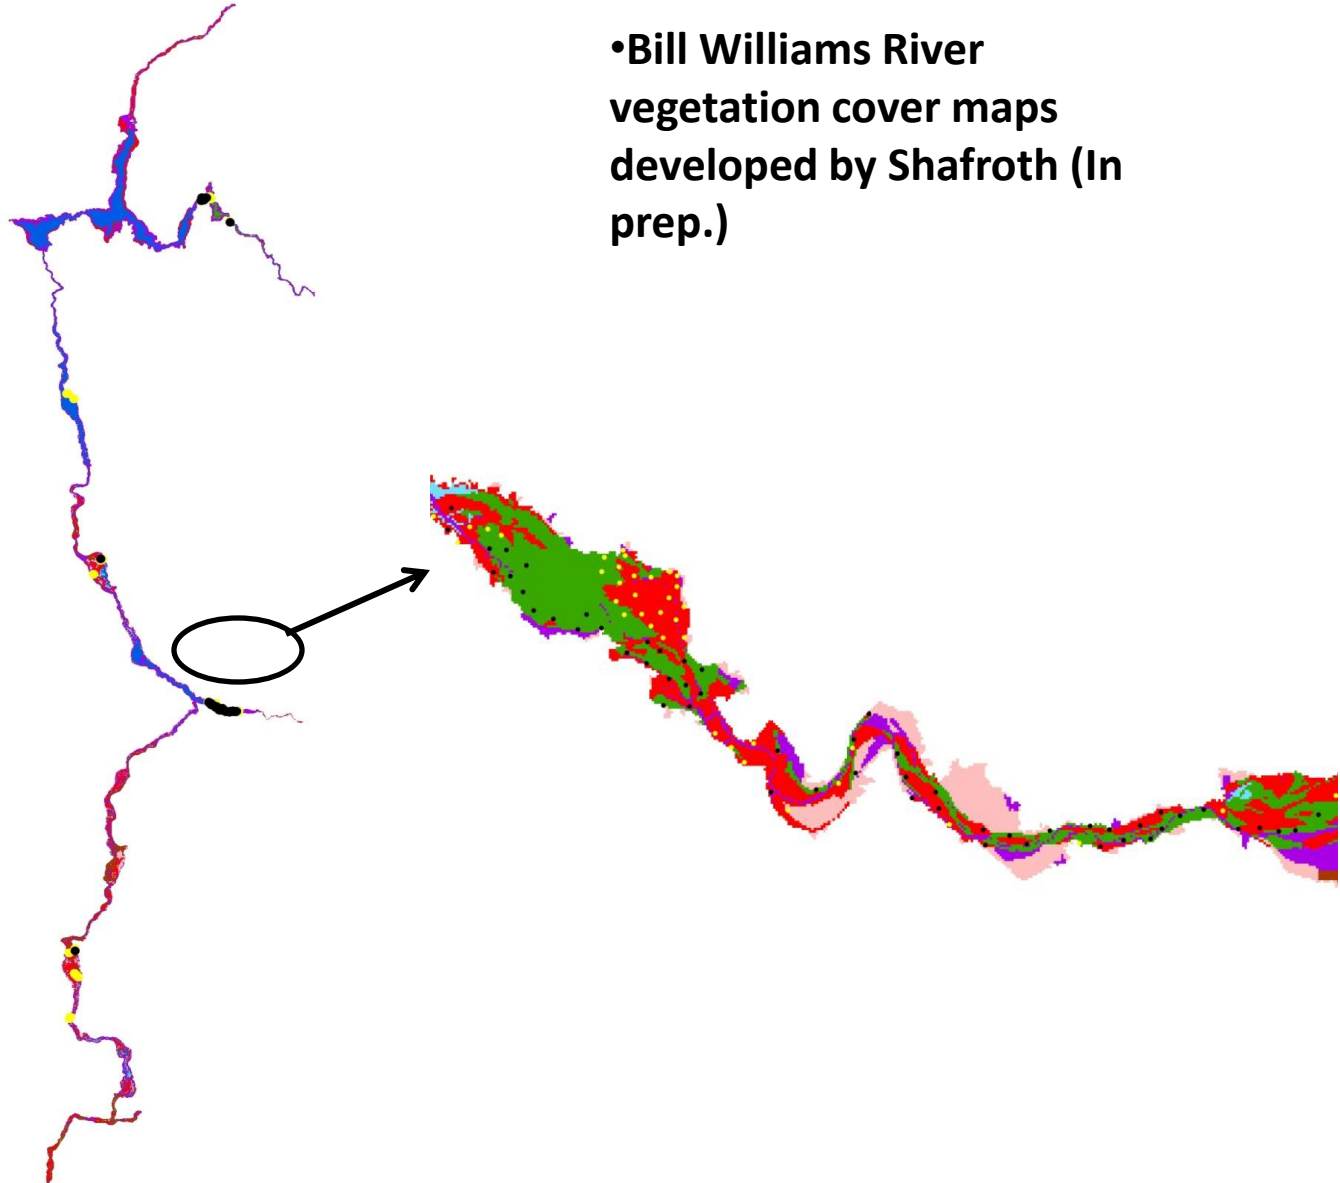 •Bill Williams River
vegetation cover maps
developed by Shafroth (In
prep.)